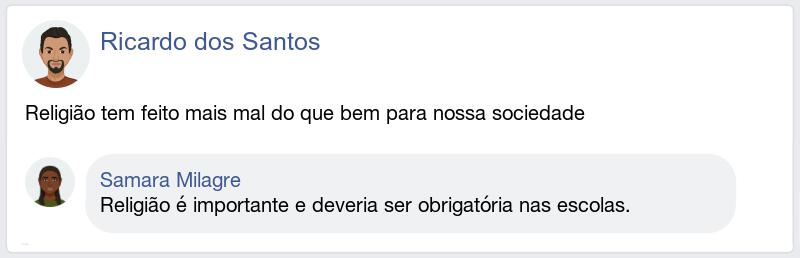 Ricardo dos Santos
Religião tem feito mais mal do que bem para nossa sociedade
Samara Milagre
Religião é importante e deveria ser obrigatória nas escolas.